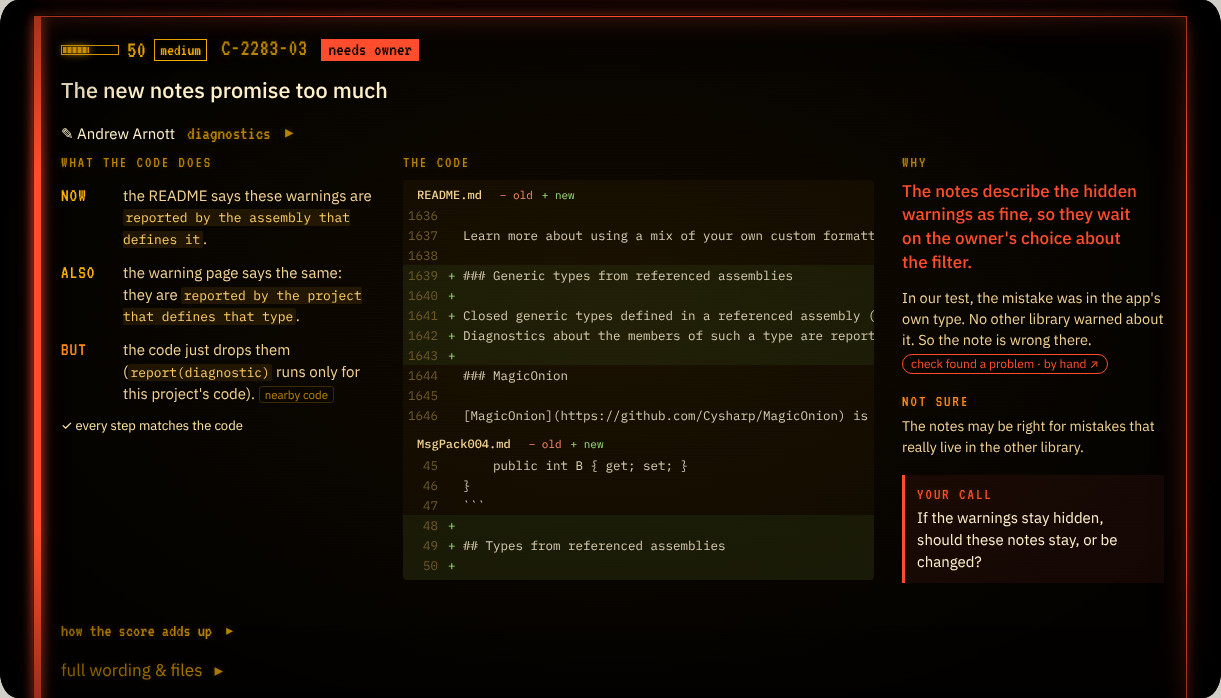 50 medium C-2283-03 needs owner
The new notes promise too much
✎ Andrew Arnott diagnostics ▶
WHAT THE CODE DOES
NOW the README says these warnings are
reported by the assembly that
defines it.
ALSO the warning page says the same:
they are reported by the project
that defines that type.
BUT the code just drops them
(report(diagnostic) runs only for
this project's code). nearby code
✓ every step matches the code
THE CODE
README.md − old + new
1636
1637 Learn more about using a mix of your own custom formatt
1638
1639 + ### Generic types from referenced assemblies
1640 +
1641 + Closed generic types defined in a referenced assembly (
1642 + Diagnostics about the members of such a type are report
1643 +
1644 ### MagicOnion
1645
1646 [MagicOnion](https://github.com/Cysharp/MagicOnion) is
MsgPack004.md − old + new
45 public int B { get; set; }
46 }
47 ```
48 +
49 + ## Types from referenced assemblies
50 +
WHY
The notes describe the hidden
warnings as fine, so they wait
on the owner's choice about
the filter.
In our test, the mistake was in the app's
own type. No other library warned about
it. So the note is wrong there.
check found a problem · by hand ↗
NOT SURE
The notes may be right for mistakes that
really live in the other library.
YOUR CALL
If the warnings stay hidden,
should these notes stay, or be
changed?
how the score adds up ▶
full wording & files ▶